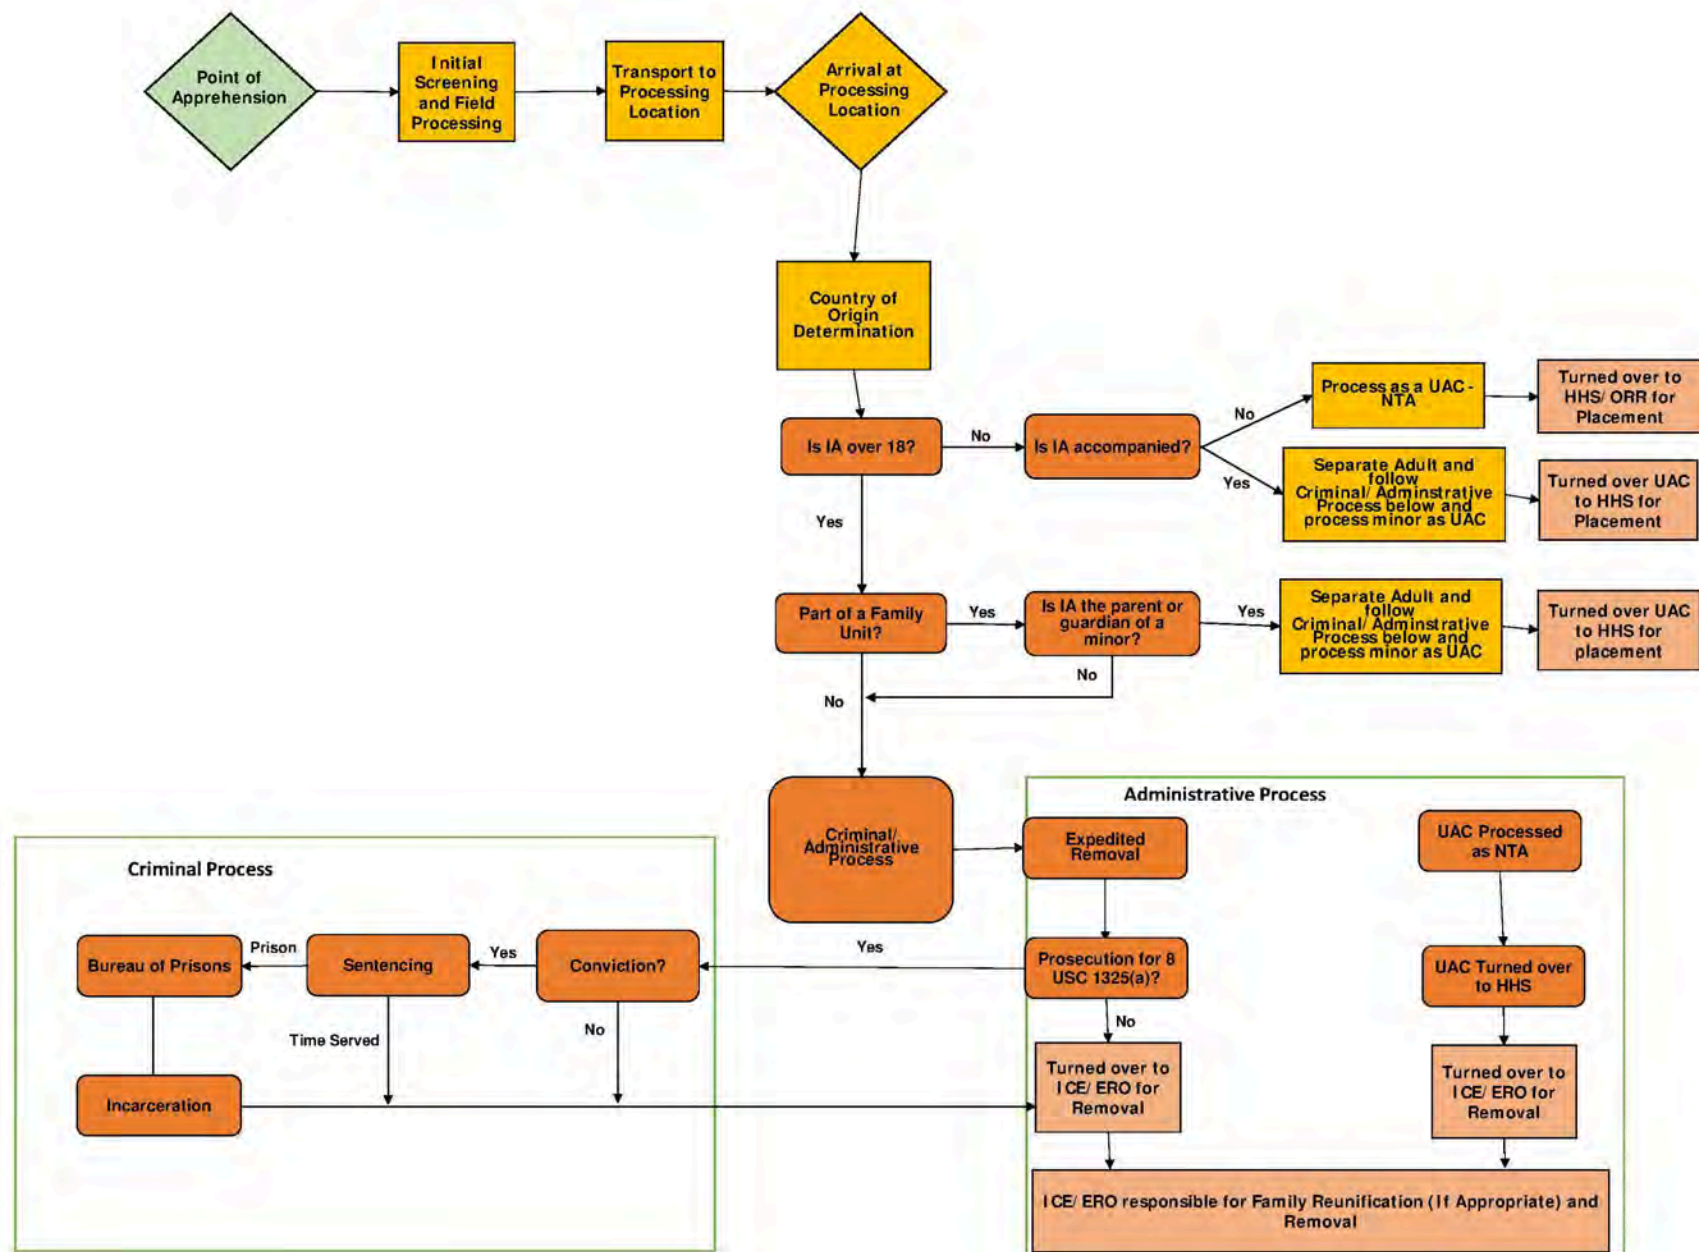 Point of
Apprehension
Initial
Screening
and Field
Processing
Transport to
Processing
Location
Arrival at
Processing
Location
Country of
Origin
Determination
Is IA over 18?
No
Is IA accompanied?
No
Process as a UAC -
NTA
Turned over to
HHS/ ORR for
Placement
Yes
Separate Adult and
follow
Criminal/ Adminstrative
Process below and
process minor as UAC
Turned over UAC
to HHS for
Placement
Yes
Part of a Family
Unit?
Yes
Is IA the parent or
guardian of a
minor?
Yes
Separate Adult and
follow
Criminal/ Adminstrative
Process below and
process minor as UAC
Turned over UAC
to HHS for
placement
No
No
Criminal/
Administrative
Process
Administrative Process
Expedited
Removal
UAC Processed
as NTA
Prosecution for 8
USC 1325(a)?
UAC Turned over
to HHS
Yes
No
Turned over to
ICE/ ERO for
Removal
Turned over to
ICE/ ERO for
Removal
ICE/ ERO responsible for Family Reunification (If Appropriate) and
Removal
Criminal Process
Conviction?
Yes
Sentencing
Prison
Bureau of Prisons
No
Time Served
Incarceration